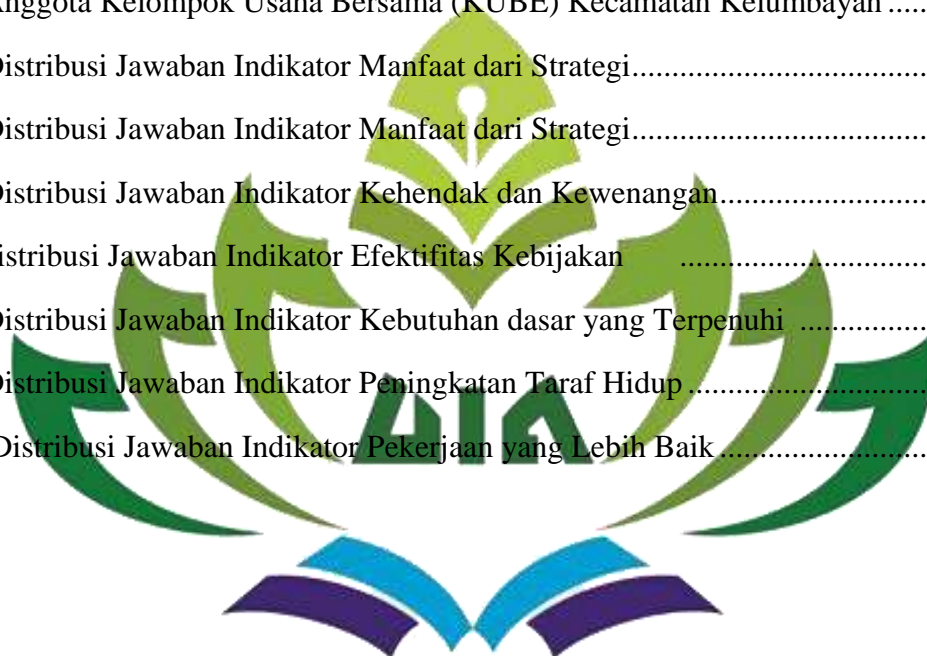 Anggota Kelompok Usaha Bersama (KUBE) Kecamatan Kelumbayan .....
Distribusi Jawaban Indikator Manfaat dari Strategi..................................
Distribusi Jawaban Indikator Manfaat dari Strategi..................................
Distribusi Jawaban Indikator Kehendak dan Kewenangan.......................
istribusi Jawaban Indikator Efektifitas Kebijakan ............................
Distribusi Jawaban Indikator Kebutuhan dasar yang Terpenuhi ..............
Distribusi Jawaban Indikator Peningkatan Taraf Hidup ..........................
Distribusi Jawaban Indikator Pekerjaan yang Lebih Baik .......................
UIN